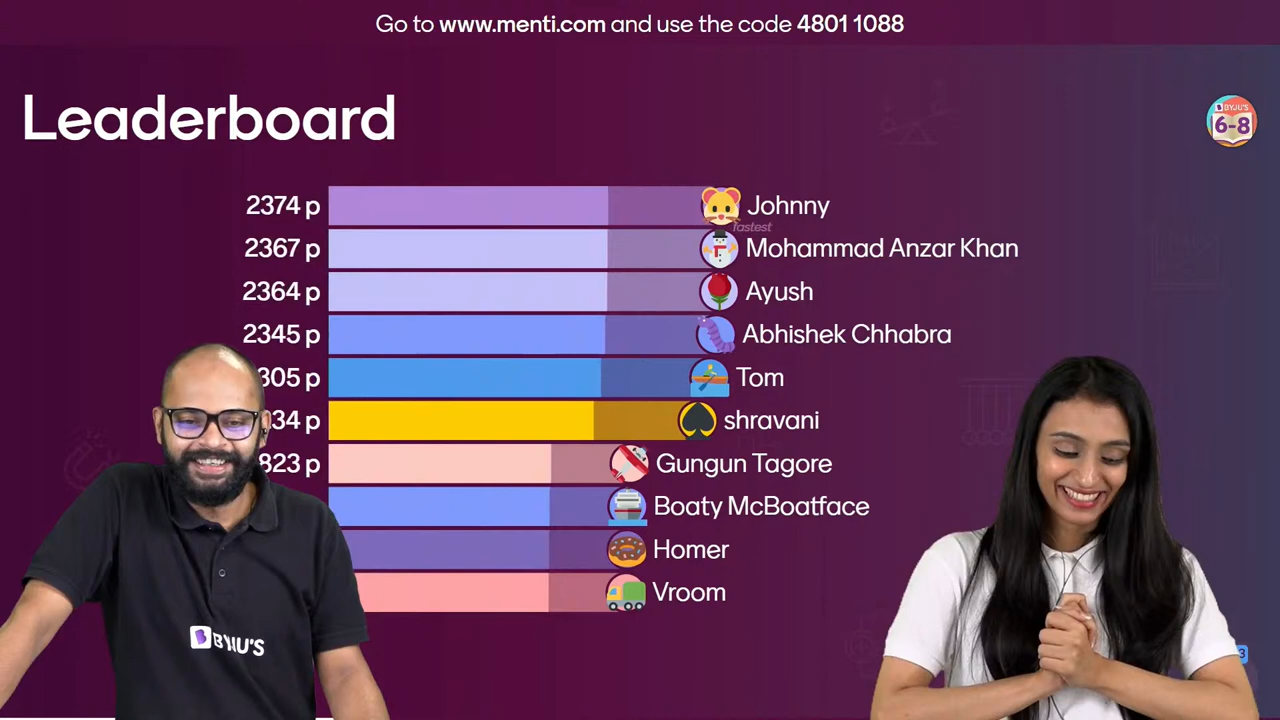 Go to www.menti.com and use the code 4801 1088
Leaderboard
BYJU'S
6-8
2374 p Johnny
fastest
2367 p Mohammad Anzar Khan
2364 p Ayush
2345 p Abhishek Chhabra
305 p Tom
34 p shravani
823 p Gungun Tagore
Boaty McBoatface
Homer
Vroom
BYJU'S
3